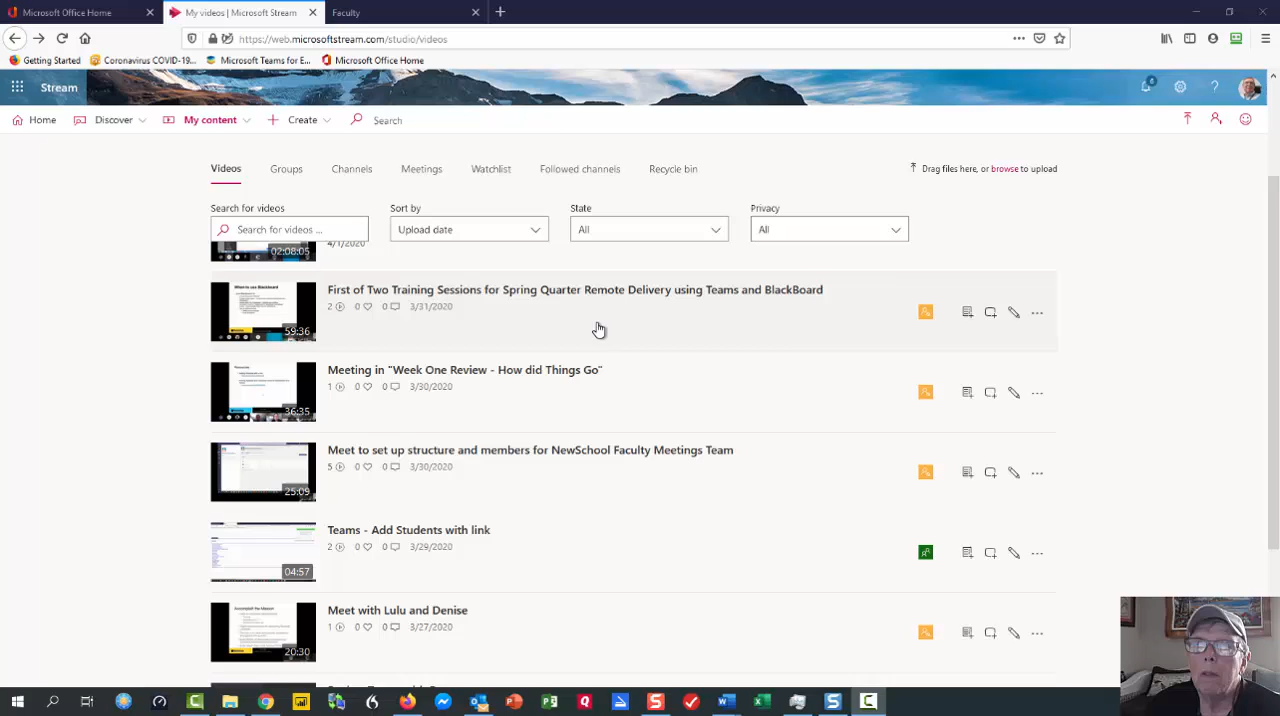 Microsoft Office Home
My videos | Microsoft Stream
Faculty
https://web.microsoftstream.com/studio/videos
Getting Started
Coronavirus COVID-19...
Microsoft Teams for E...
Microsoft Office Home
Stream
Home
Discover
My content
Create
Search
Videos
Groups
Channels
Meetings
Watchlist
Followed channels
Recycle bin
Drag files here, or browse to upload
Search for videos
Sort by
State
Privacy
Search for videos ...
Upload date
All
All
02:08:05
4/1/2020
First of Two Training Sessions for Spring Quarter Remote Delivery using Teams and BlackBoard
When to use Blackboard
59:36
2 0 0 3/30/2020
Meeting in "Week One Review - How did Things Go"
36:35
1 0 0 3/30/2020
Meet to set up structure and members for NewSchool Faculty Meetings Team
25:09
5 0 0 3/30/2020
Teams - Add Students with link
04:57
2 0 0 3/29/2020
Meet with Lulu and Denise
20:30
1 0 0 3/27/2020